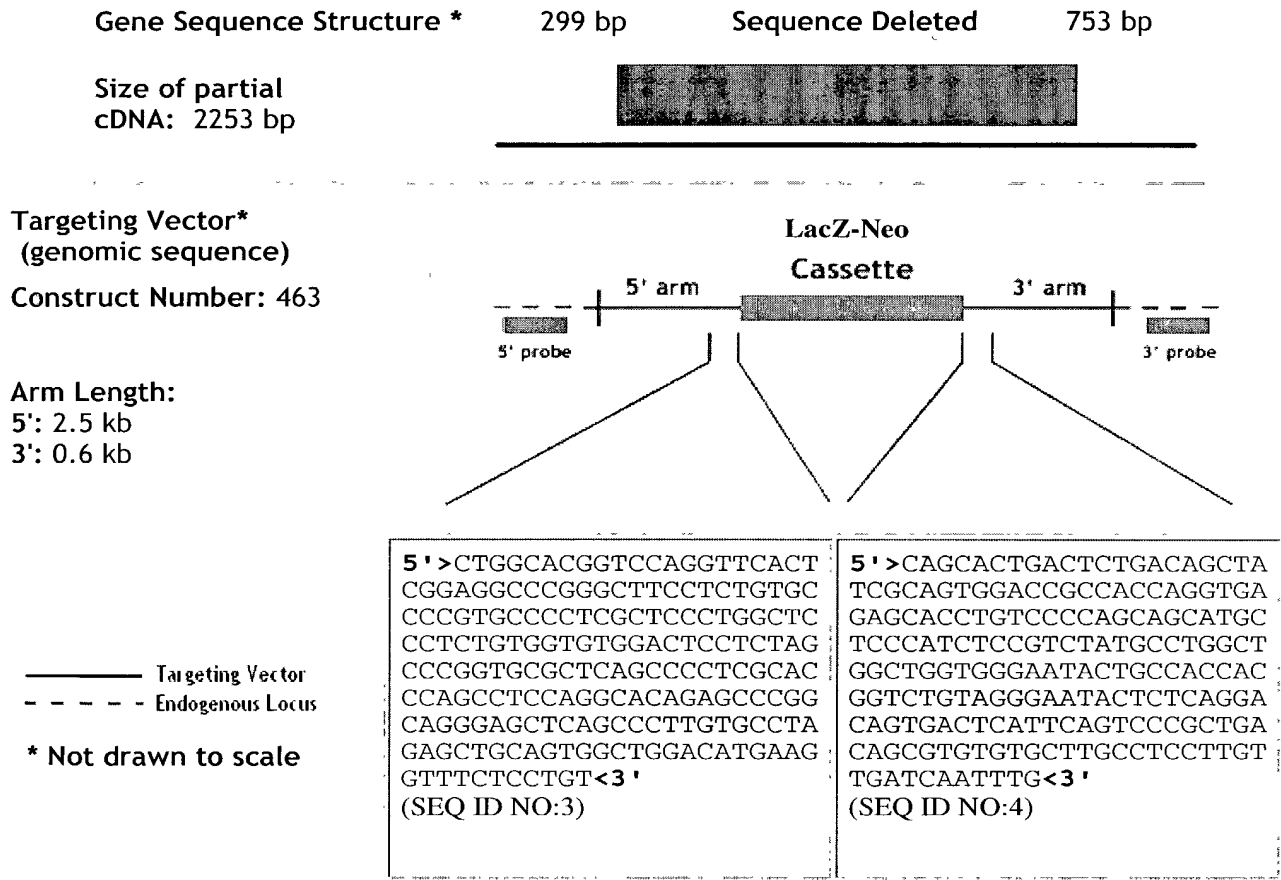 Gene Sequence Structure * 299 bp Sequence Deleted 753 bp
Size of partial
cDNA: 2253 bp
Targeting Vector*
(genomic sequence)
Construct Number: 463
Arm Length:
5': 2.5 kb
3': 0.6 kb
LacZ-Neo
Cassette
5' arm
3' arm
5' probe
3' probe
5'>CTGGCACGGTCCAGGTTCACT
CGGAGGCCCGGGCTTCCTCTGTGC
CCCGTGCCCCTCGCTCCCTGGCTC
CCTCTGTGGTGTGGACTCCTCTAG
CCCGGTGCGCTCAGCCCCTCGCAC
CCAGCCTCCAGGCACAGAGCCCGG
CAGGGAGCTCAGCCCTTGTGCCTA
GAGCTGCAGTGGCTGGACATGAAG
GTTTCTCCTGT<3'
(SEQ ID NO:3)
5'>CAGCACTGACTCTGACAGCTA
TCGCAGTGGACCGCCACCAGGTGA
GAGCACCTGTCCCCAGCAGCATGC
TCCCATCTCCGTCTATGCCTGGCT
GGCTGGTGGGAATACTGCCACCAC
GGTCTGTAGGGAATACTCTCAGGA
CAGTGACTCATTCAGTCCCGCTGA
CAGCGTGTGTGCTTGCCTCCTTGT
TGATCAATTTG<3'
(SEQ ID NO:4)
Targeting Vector
Endogenous Locus
* Not drawn to scale